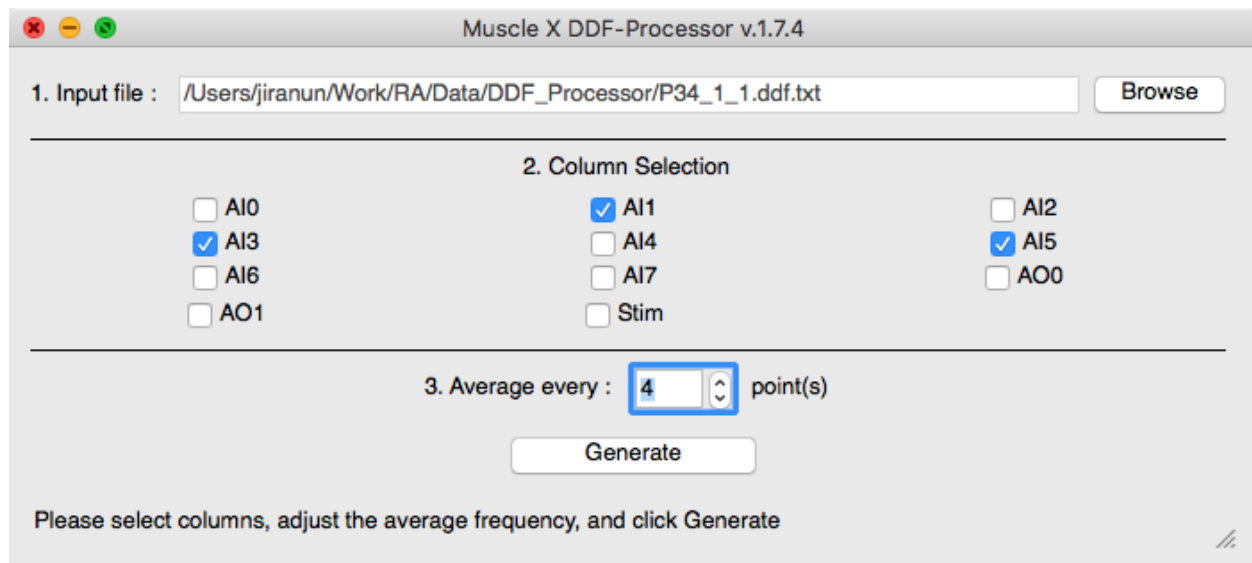 Muscle X DDF-Processor v.1.7.4
1. Input file : /Users/jiranun/Work/RA/Data/DDF_Processor/P34_1_1.ddf.txt Browse
2. Column Selection
AI0 AI1 AI2
AI3 AI4 AI5
AI6 AI7 AO0
AO1 Stim
3. Average every : 4 point(s)
Generate
Please select columns, adjust the average frequency, and click Generate